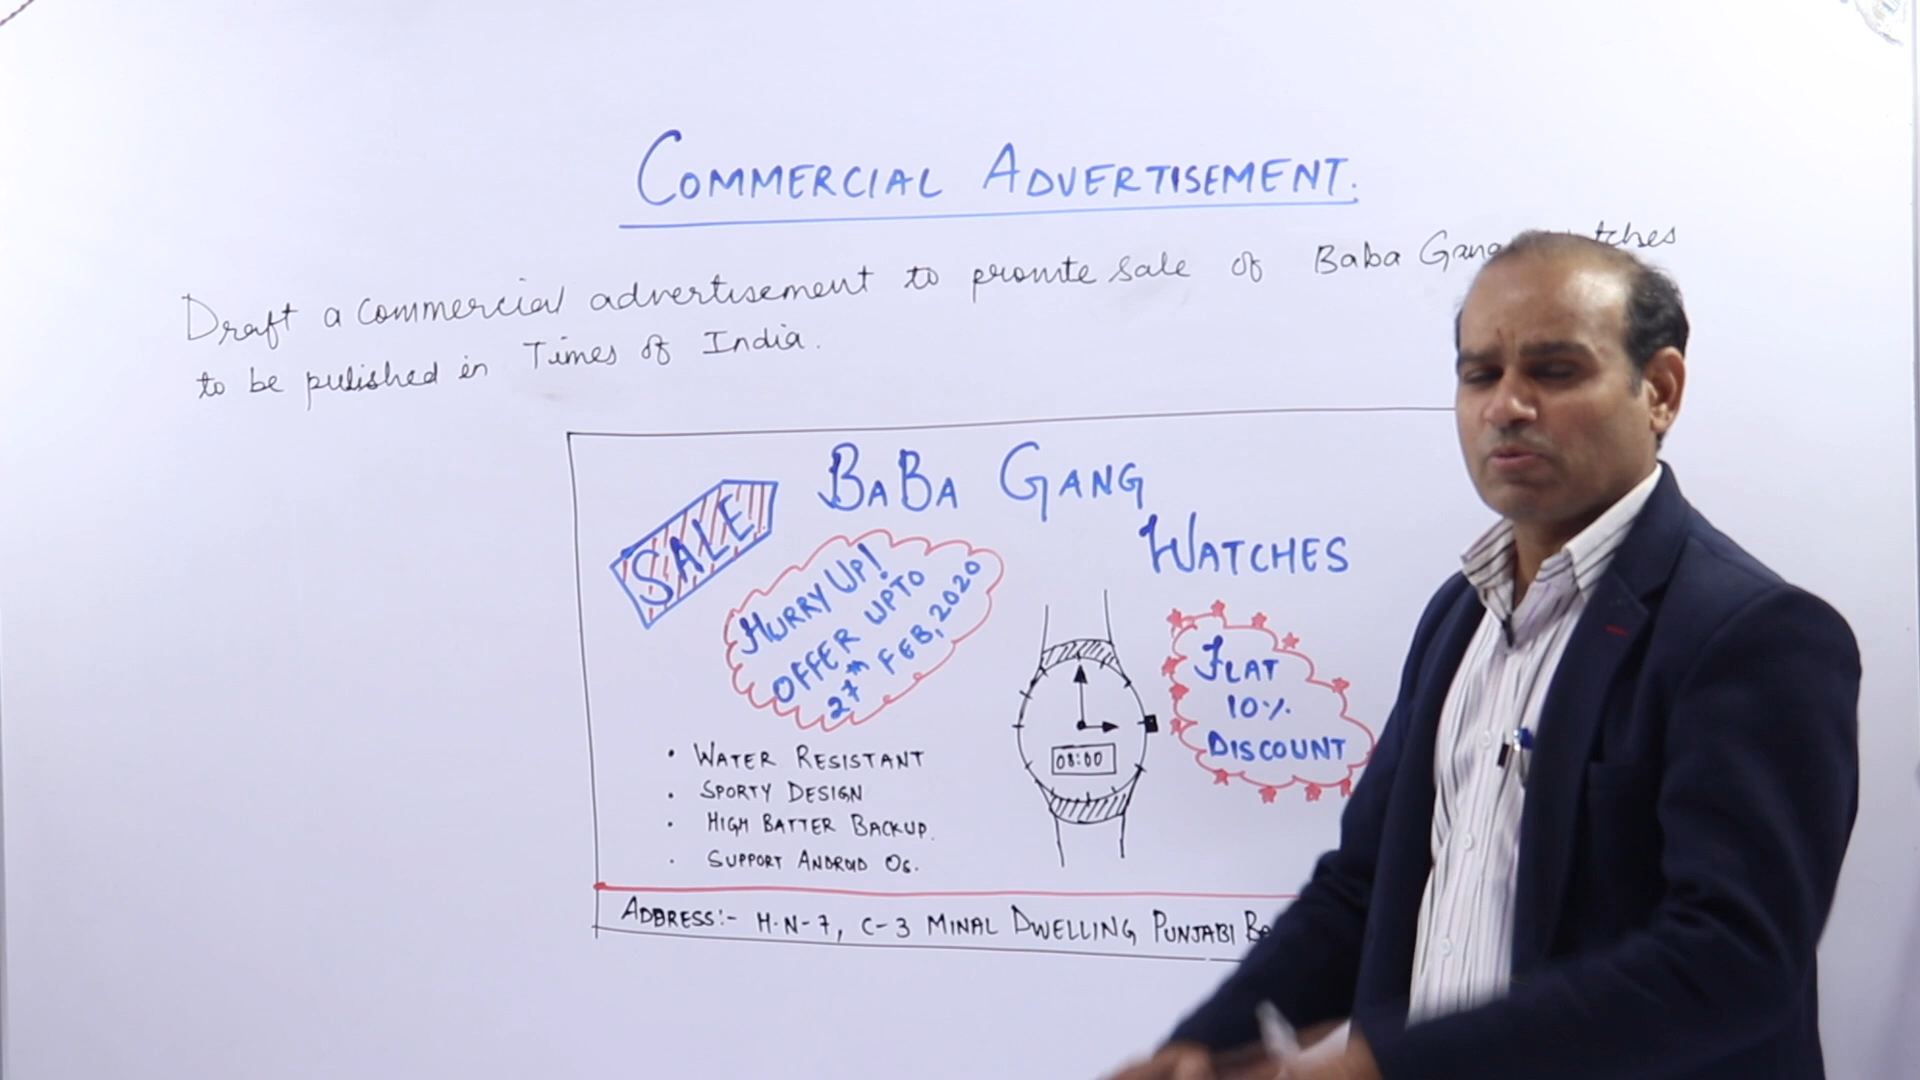 COMMERCIAL ADVERTISEMENT.
Draft a commercial advertisement to promte sale of Baba Gang
to be pulished in Times of India.
BABA GANG
WATCHES
SALE
HURRY UP!
OFFER UPTO
27TH FEB, 2020
FLAT
10%
DISCOUNT
08:00
• WATER RESISTANT
• SPORTY DESIGN
• HIGH BATTER BACKUP.
• SUPPORT ANDROID OS.
ADDRESS:- H.N-7, C-3 MINAL DWELLING PUNJABI